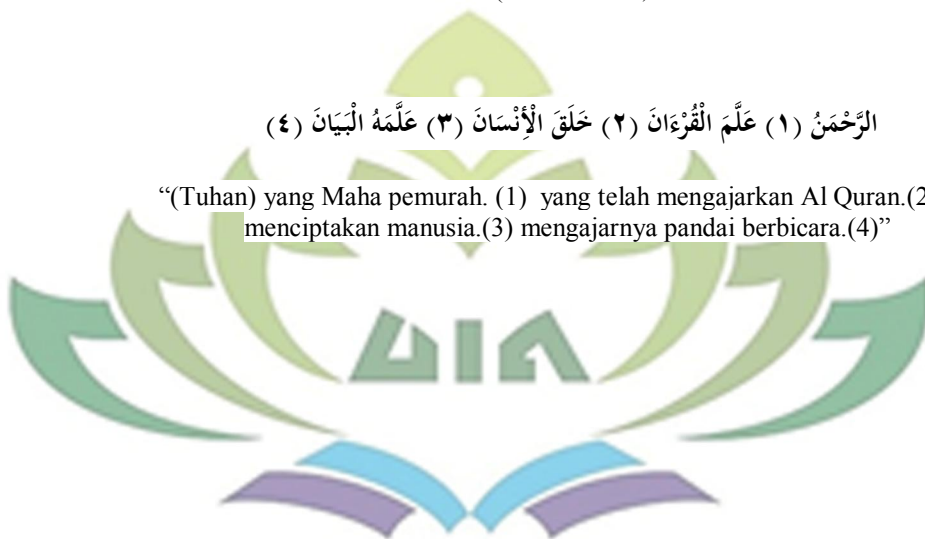 الرَّحْمَنُ (١) عَلَّمَ الْقُرْءَانَ (٢) خَلَقَ الْأِنْسَانَ (٣) عَلَّمَهُ الْبَيَانَ (٤)
“(Tuhan) yang Maha pemurah. (1) yang telah mengajarkan Al Quran.(2
menciptakan manusia.(3) mengajarnya pandai berbicara.(4)”
UIN